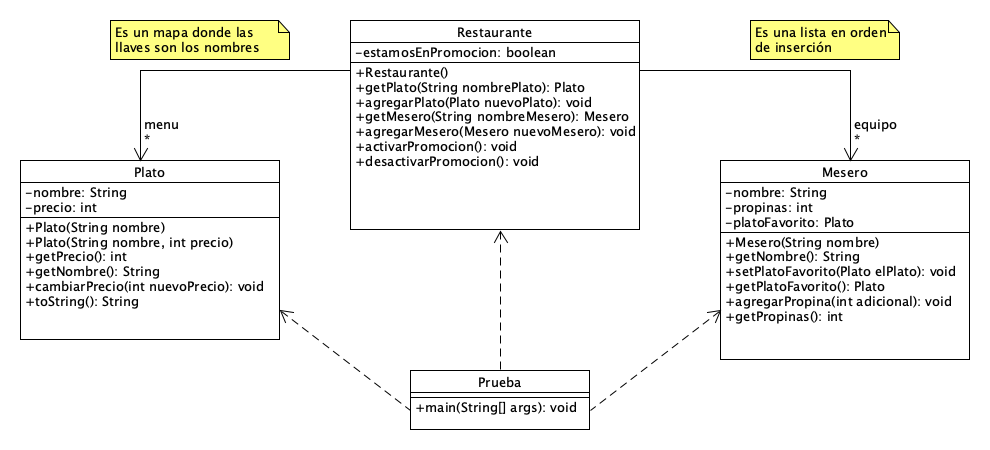 Es un mapa donde las
llaves son los nombres
Restaurante
-estamosEnPromocion: boolean
+Restaurante()
+getPlato(String nombrePlato): Plato
+agregarPlato(Plato nuevoPlato): void
+getMesero(String nombreMesero): Mesero
+agregarMesero(Mesero nuevoMesero): void
+activarPromocion(): void
+desactivarPromocion(): void
Es una lista en orden
de inserción
menu
*
equipo
*
Plato
-nombre: String
-precio: int
+Plato(String nombre)
+Plato(String nombre, int precio)
+getPrecio(): int
+getNombre(): String
+cambiarPrecio(int nuevoPrecio): void
+toString(): String
Mesero
-nombre: String
-propinas: int
-platoFavorito: Plato
+Mesero(String nombre)
+getNombre(): String
+setPlatoFavorito(Plato elPlato): void
+getPlatoFavorito(): Plato
+agregarPropina(int adicional): void
+getPropinas(): int
Prueba
+main(String[] args): void